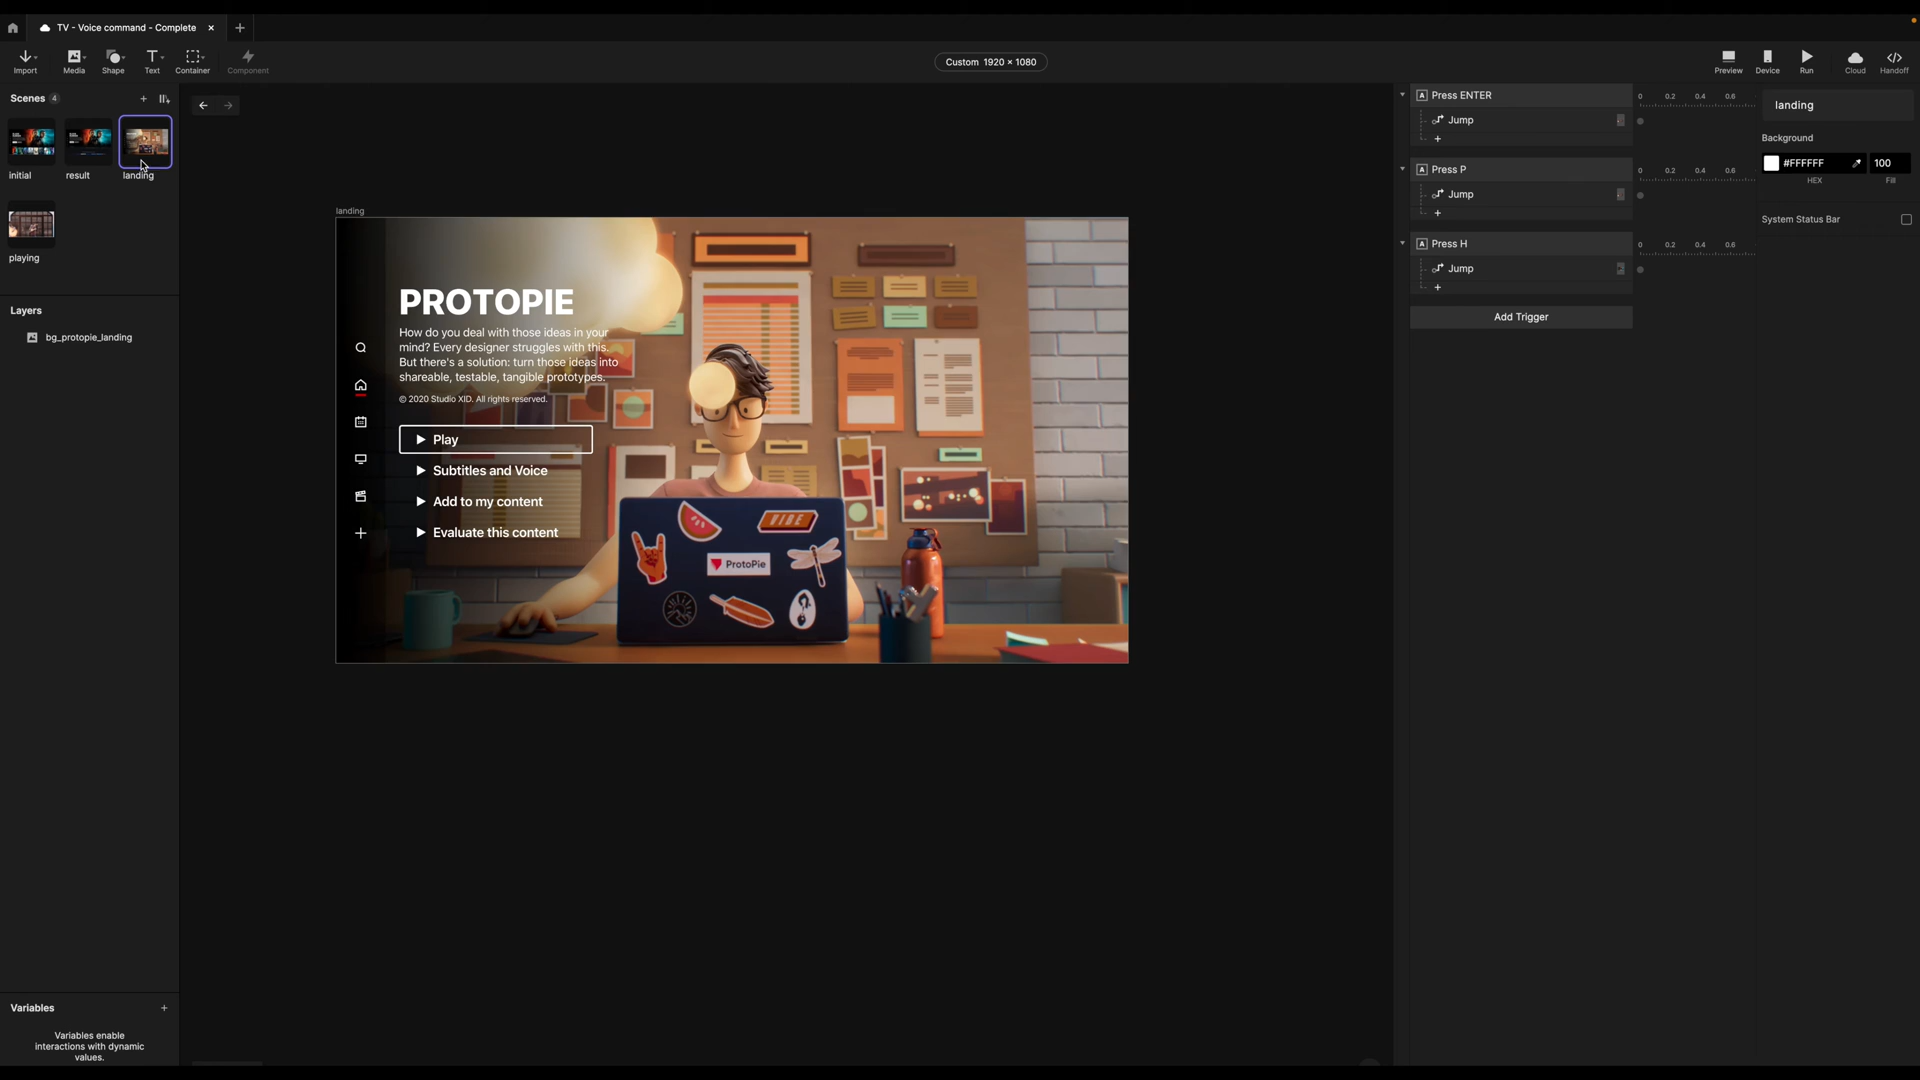 TV - Voice command - Complete
Import
Media
Shape
Text
Container
Component
Custom 1920 × 1080
Preview
Device
Run
Cloud
Handoff
Scenes 4
initial
result
landing
playing
Layers
bg_protopie_landing
Variables
Variables enable
interactions with dynamic
values.
landing
PROTOPIE
How do you deal with those ideas in your
mind? Every designer struggles with this.
But there's a solution: turn those ideas into
shareable, testable, tangible prototypes.
© 2020 Studio XID. All rights reserved.
Play
Subtitles and Voice
Add to my content
Evaluate this content
ProtoPie
A Press ENTER
0 0.2 0.4 0.6
Jump
A Press P
0 0.2 0.4 0.6
Jump
A Press H
0 0.2 0.4 0.6
Jump
Add Trigger
landing
Background
#FFFFFF 100
HEX Fill
System Status Bar